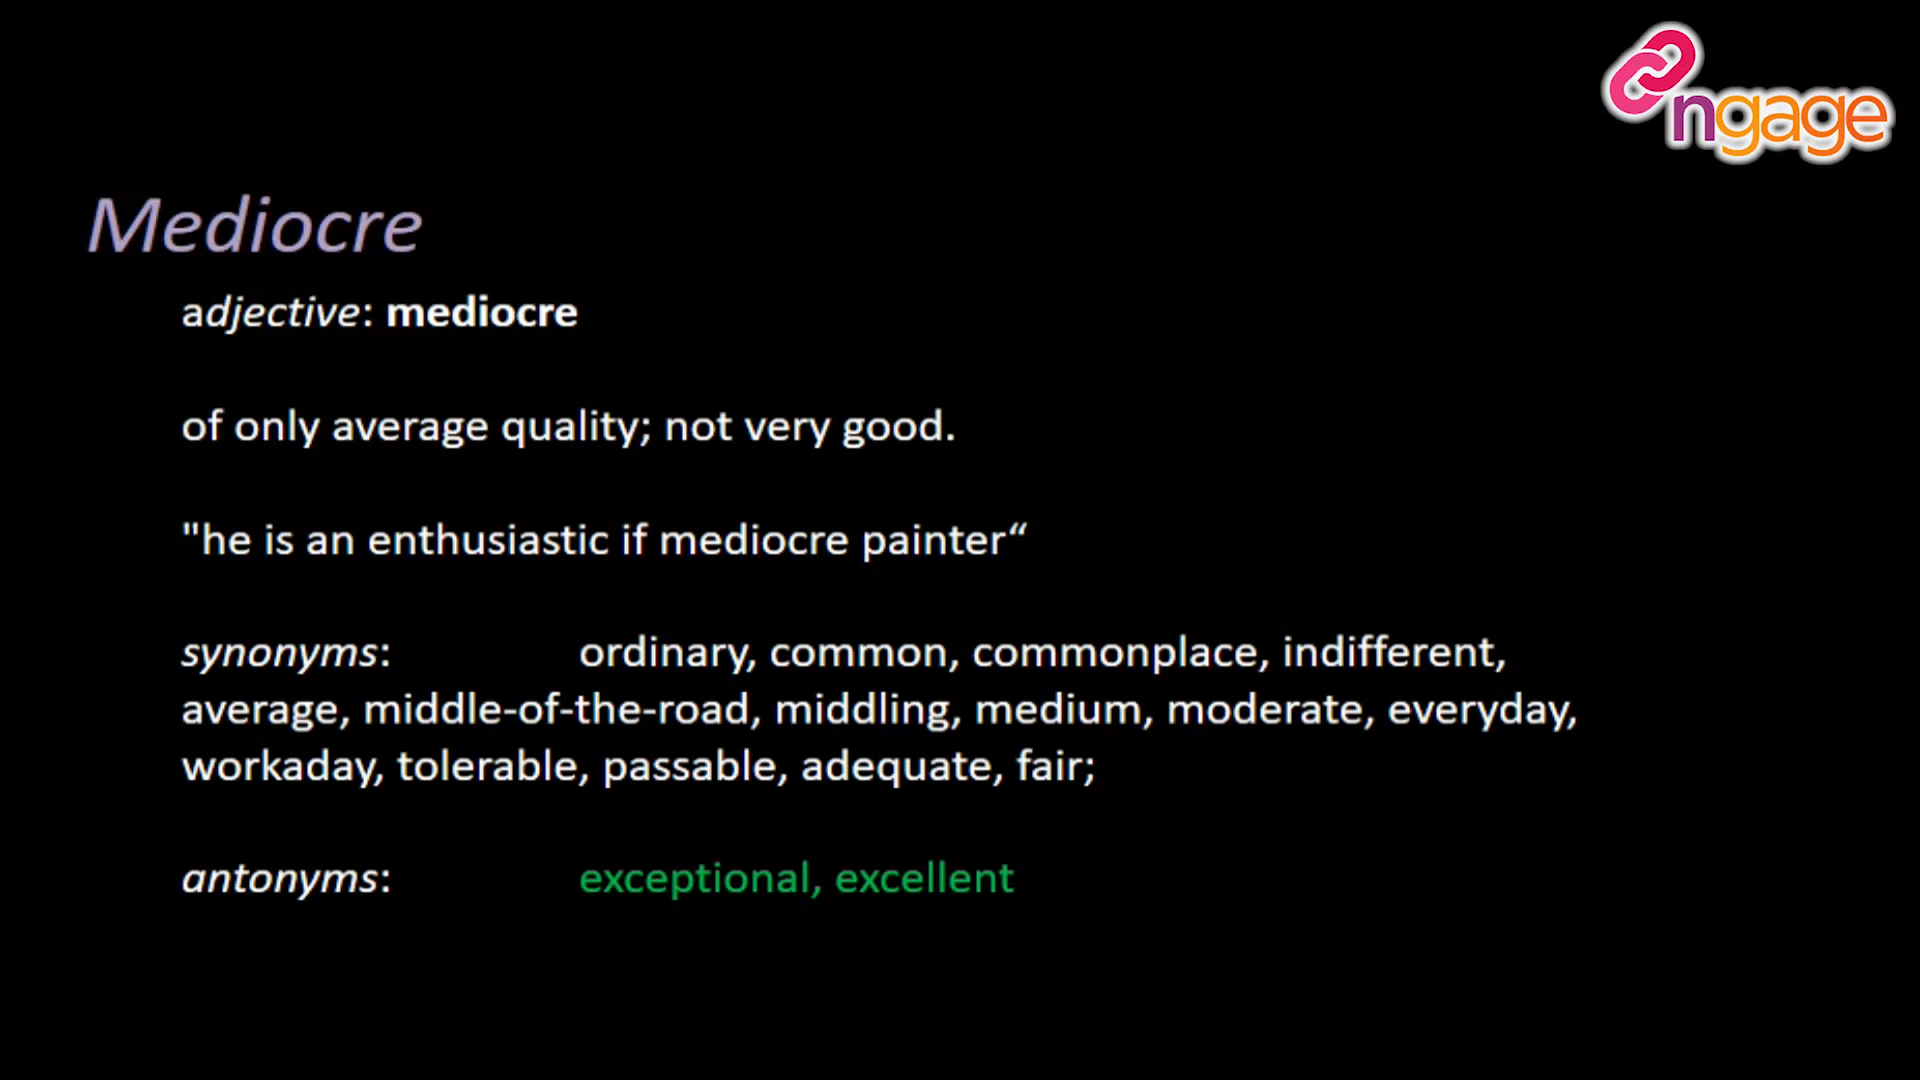 ngage
Mediocre
adjective: mediocre
of only average quality; not very good.
"he is an enthusiastic if mediocre painter“
synonyms: ordinary, common, commonplace, indifferent,
average, middle-of-the-road, middling, medium, moderate, everyday,
workaday, tolerable, passable, adequate, fair;
antonyms: exceptional, excellent